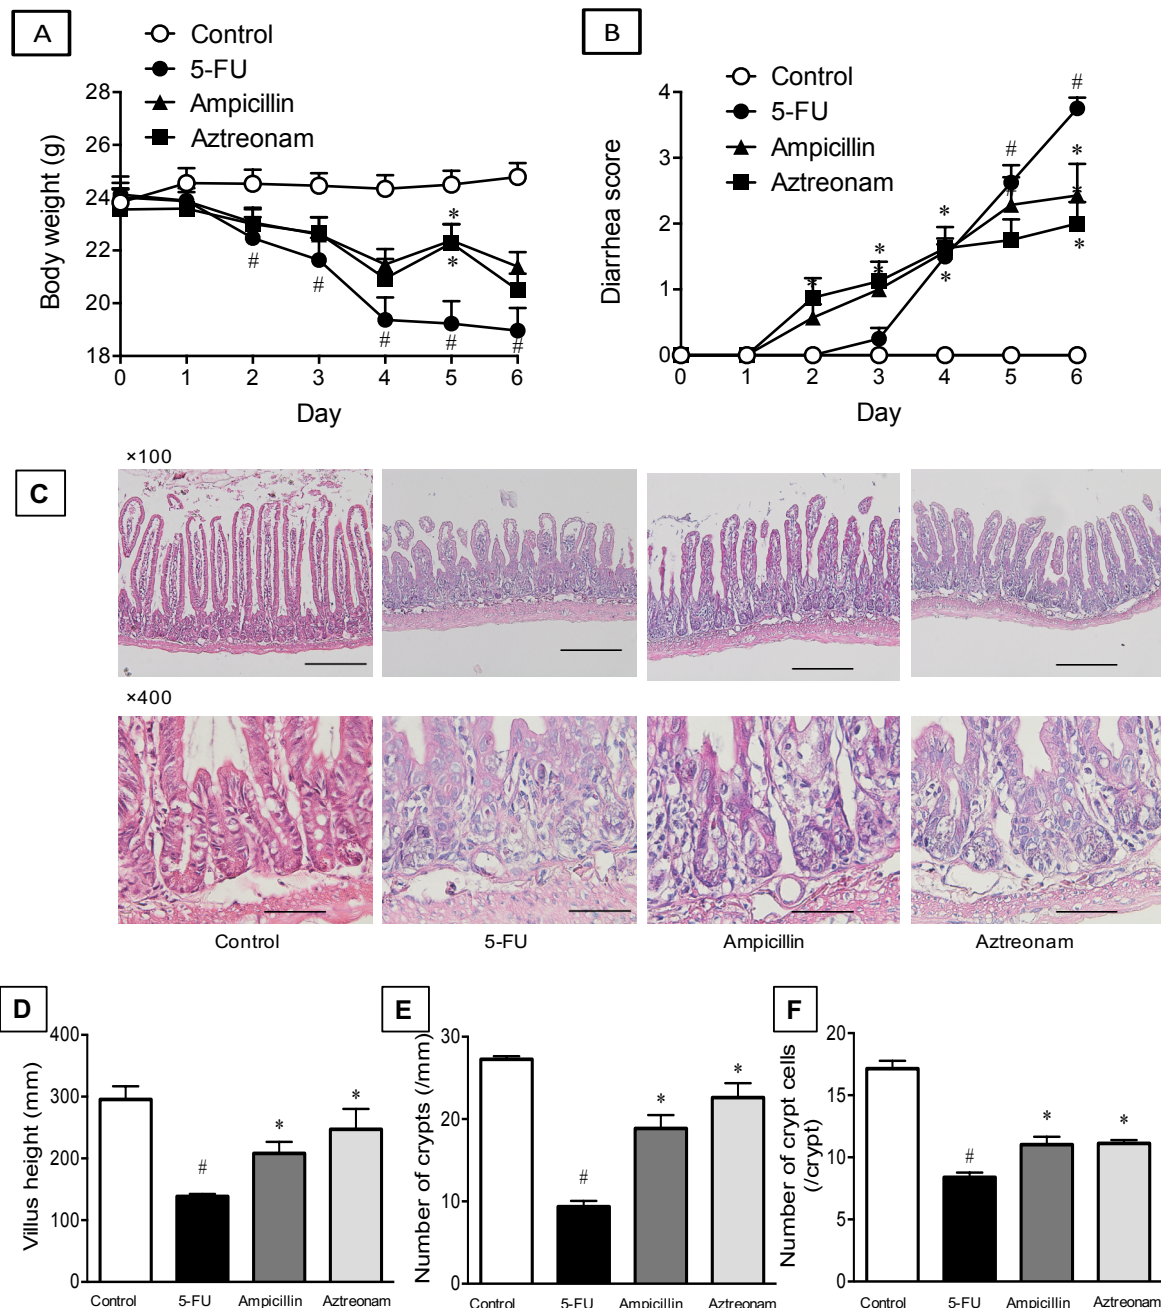 A
Control
5-FU
Ampicillin
Aztreonam
28
26
24
22
20
18
Body weight (g)
* * # # # # #
0 1 2 3 4 5 6
Day
B
Control
5-FU
Ampicillin
Aztreonam
4
3
2
1
0
Diarrhea score
# # * * * * * * * *
0 1 2 3 4 5 6
Day
C
×100
×400
Control 5-FU Ampicillin Aztreonam
D
400
300
200
100
0
Villus height (mm)
# * *
Control 5-FU Ampicillin Aztreonam
E
30
20
10
0
Number of crypts (/mm)
# * *
Control 5-FU Ampicillin Aztreonam
F
20
15
10
5
0
Number of crypt cells
(/crypt)
# * *
Control 5-FU Ampicillin Aztreonam